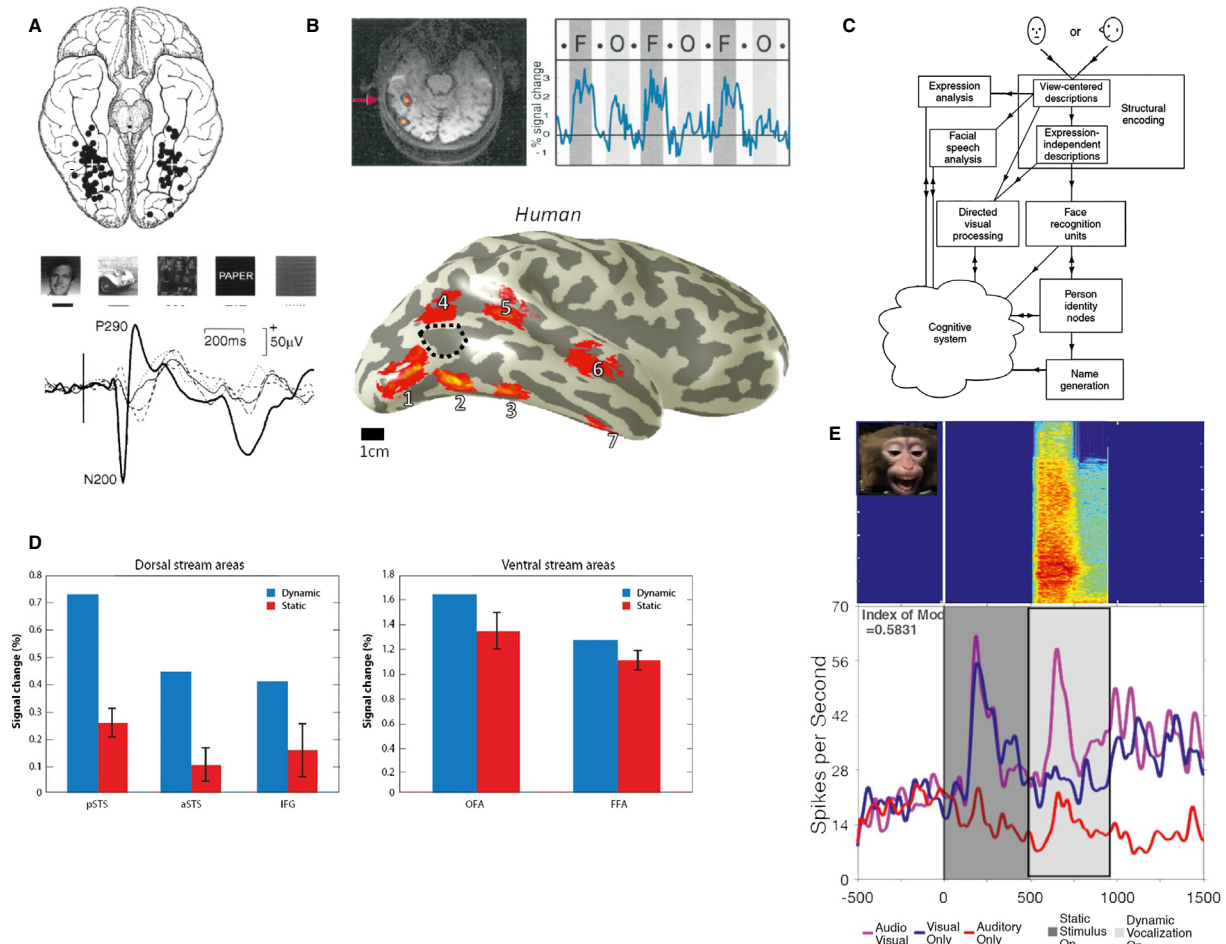 A
PAPER
P290
200ms
+
50µV
N200
B
· F · O · F · O · F · O ·
% signal change
3
2
1
0
- 1
Human
4
5
6
1
2
3
7
1cm
C
or
Expression
analysis
View-centered
descriptions
Structural
encoding
Facial
speech
analysis
Expression-
independent
descriptions
Directed
visual
processing
Face
recognition
units
Cognitive
system
Person
identity
nodes
Name
generation
D
Dorsal stream areas
Signal change (%)
0.8
0.7
0.6
0.5
0.4
0.3
0.2
0.1
0
Dynamic
Static
pSTS
aSTS
IFG
Ventral stream areas
Signal change (%)
1.8
1.6
1.4
1.2
1.0
0.8
0.6
0.4
0.2
0
Dynamic
Static
OFA
FFA
E
Index of Mod
=0.5831
Spikes per Second
70
56
42
28
14
0
-500 0 500 1000 1500
Audio
Visual
Visual
Only
Auditory
Only
Static
Stimulus
On
Dynamic
Vocalization
On